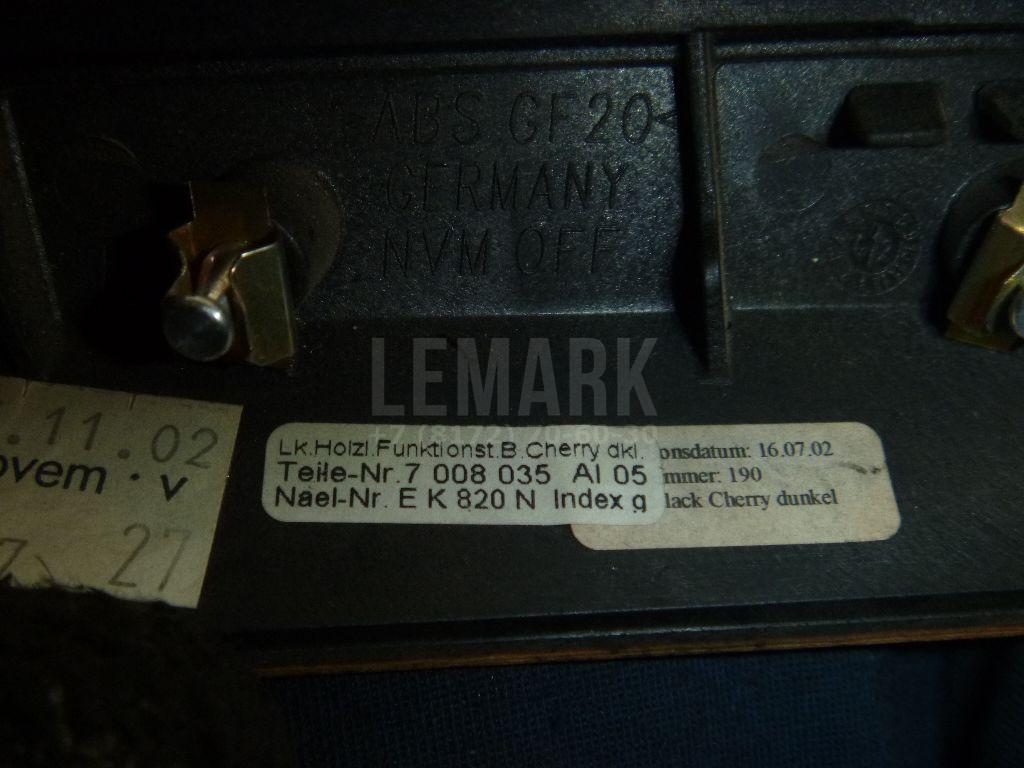 ABS GF20
GERMANY
NVM OFF
LEMARK
.11.02
ovem · v
27
Lk.Holzl.Funktionst.B.Cherry dkl.
Teile-Nr.7 008 035 AI 05
Nael-Nr. E K 820 N Index g
onsdatum: 16.07.02
mmer: 190
lack Cherry dunkel